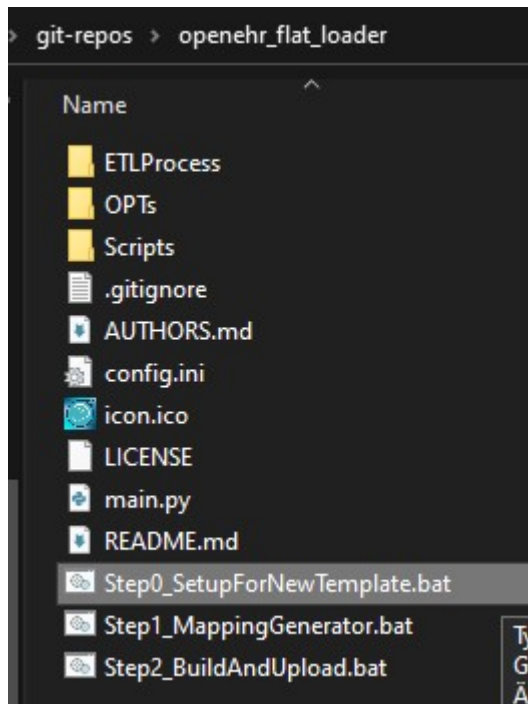 git-repos > openehr_flat_loader
Name
ETLProcess
OPTs
Scripts
.gitignore
AUTHORS.md
config.ini
icon.ico
LICENSE
main.py
README.md
Step0_SetupForNewTemplate.bat
Step1_MappingGenerator.bat
Step2_BuildAndUpload.bat
Ty
G
Ä